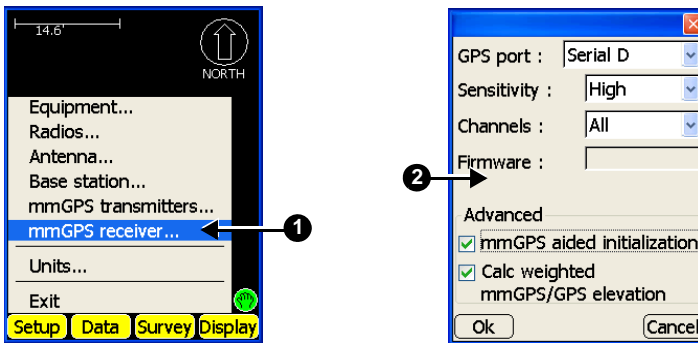 14.6'
NORTH
Equipment...
Radios...
Antenna...
Base station...
mmGPS transmitters...
mmGPS receiver...
1
Units...
Exit
Setup Data Survey Display
GPS port : Serial D
Sensitivity : High
Channels : All
Firmware :
2
Advanced
mmGPS aided initialization
Calc weighted
mmGPS/GPS elevation
Ok Cancel